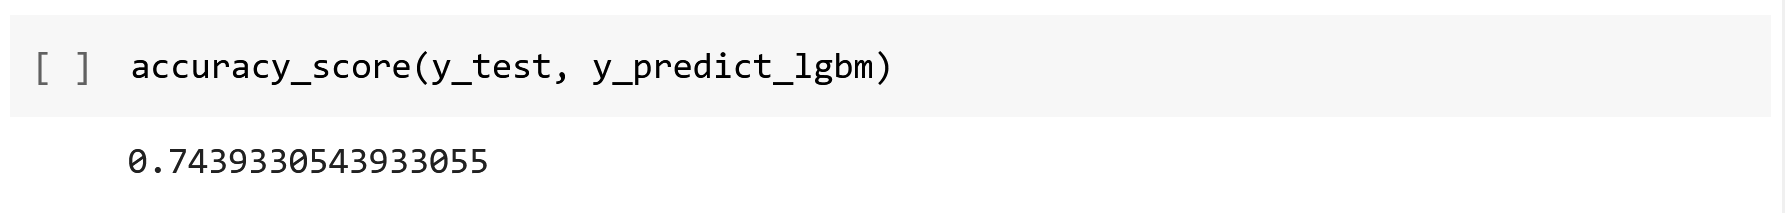 [ ] accuracy_score(y_test, y_predict_lgbm)
0.7439330543933055